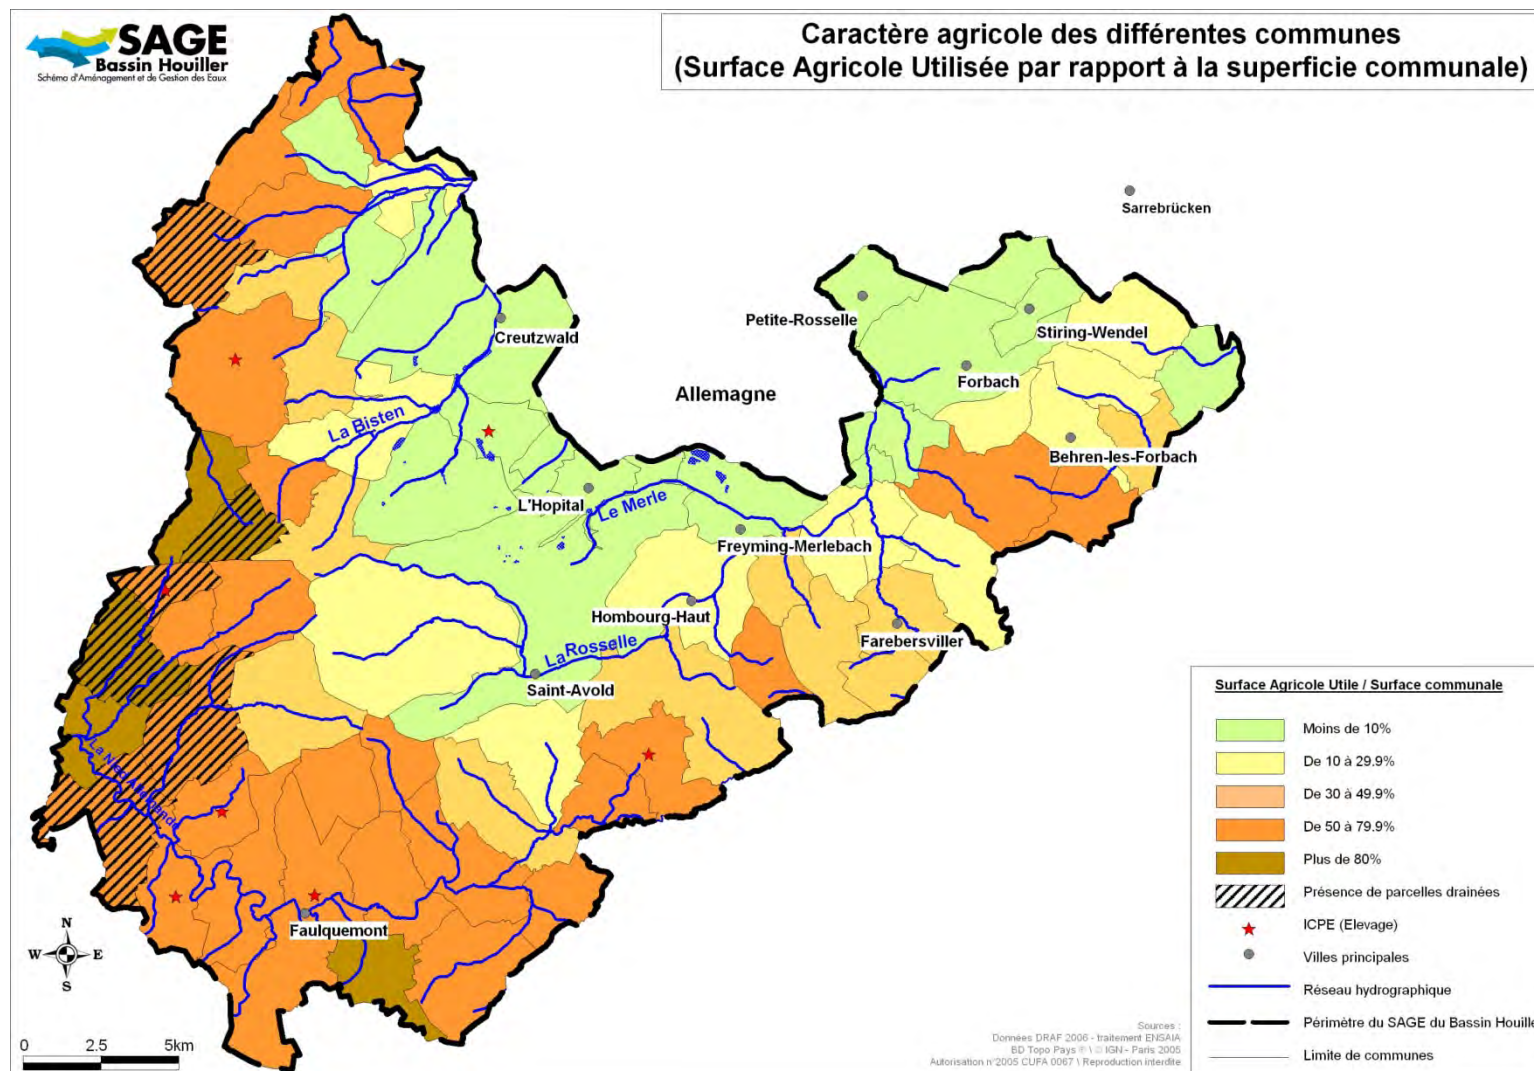 SAGE
Bassin Houiller
Schéma d'Aménagement et de Gestion des Eaux
Caractère agricole des différentes communes
(Surface Agricole Utilisée par rapport à la superficie communale)
Sarrebrücken
Petite-Rosselle
Stiring-Wendel
Creutzwald
Forbach
Allemagne
La Bisten
Behren-les-Forbach
L'Hopital
Le Merle
Freyming-Merlebach
Hombourg-Haut
Farebersviller
La Rosselle
Saint-Avold
La Nied Allemande
Faulquemont
N
W E
S
0 2.5 5km
Surface Agricole Utile / Surface communale
Moins de 10%
De 10 à 29.9%
De 30 à 49.9%
De 50 à 79.9%
Plus de 80%
Présence de parcelles drainées
ICPE (Elevage)
Villes principales
Réseau hydrographique
Périmètre du SAGE du Bassin Houille
Limite de communes
Sources :
Données DRAF 2006 - traitement ENSAIA
BD Topo Pays ® \ © IGN - Paris 2005
Autorisation n°2005 CUFA 0067 \ Reproduction interdite